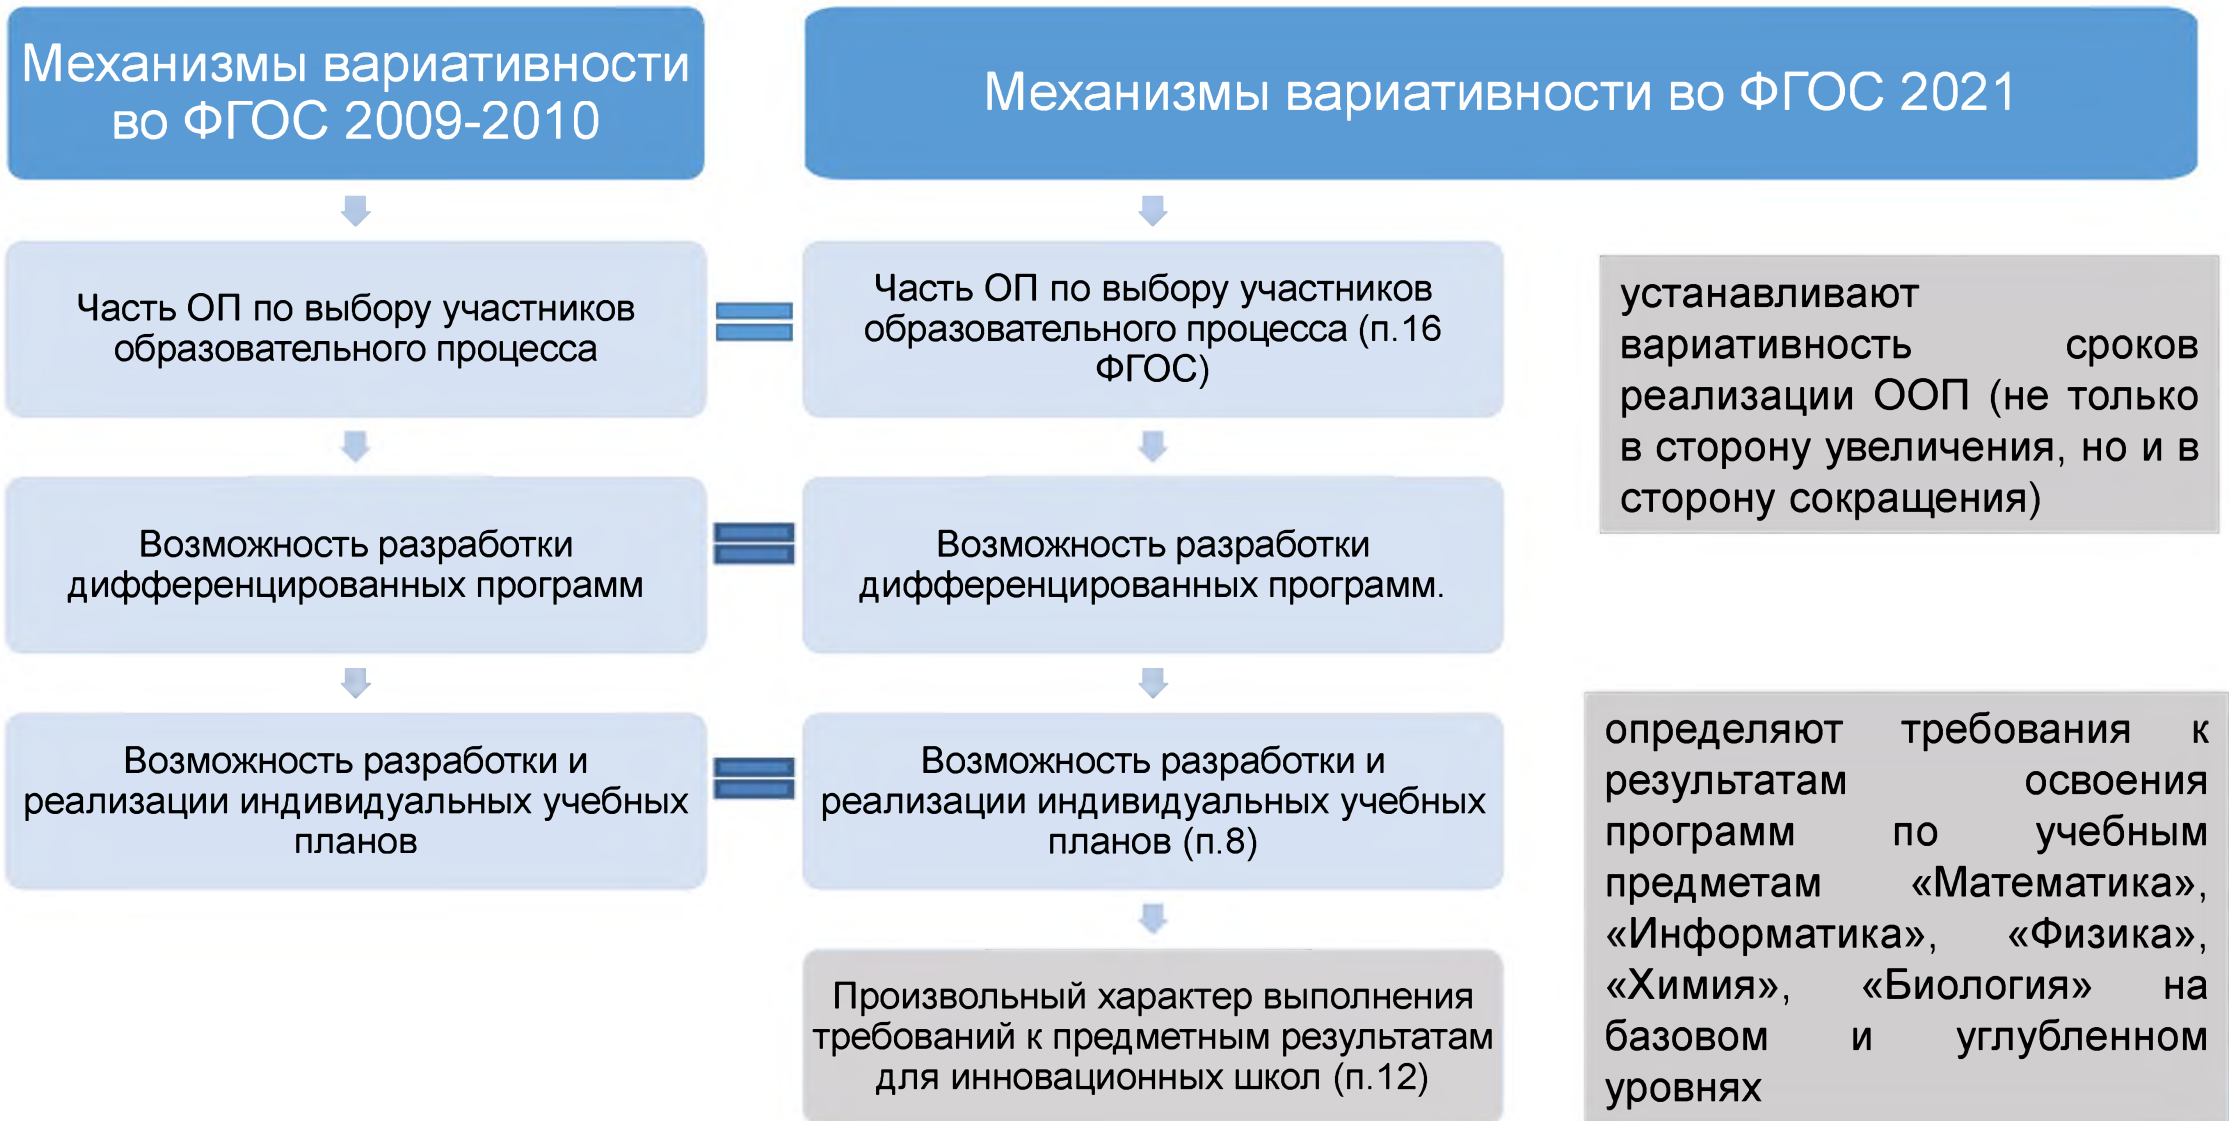 Механизмы вариативности
во ФГОС 2009-2010
Механизмы вариативности во ФГОС 2021
Часть ОП по выбору участников
образовательного процесса
Часть ОП по выбору участников
образовательного процесса (п.16
ФГОС)
устанавливают
вариативность сроков
реализации ООП (не только
в сторону увеличения, но и в
сторону сокращения)
Возможность разработки
дифференцированных программ
Возможность разработки
дифференцированных программ.
Возможность разработки и
реализации индивидуальных учебных
планов
Возможность разработки и
реализации индивидуальных учебных
планов (п.8)
определяют требования к
результатам освоения
программ по учебным
предметам «Математика»,
«Информатика», «Физика»,
«Химия», «Биология» на
базовом и углубленном
уровнях
Произвольный характер выполнения
требований к предметным результатам
для инновационных школ (п.12)